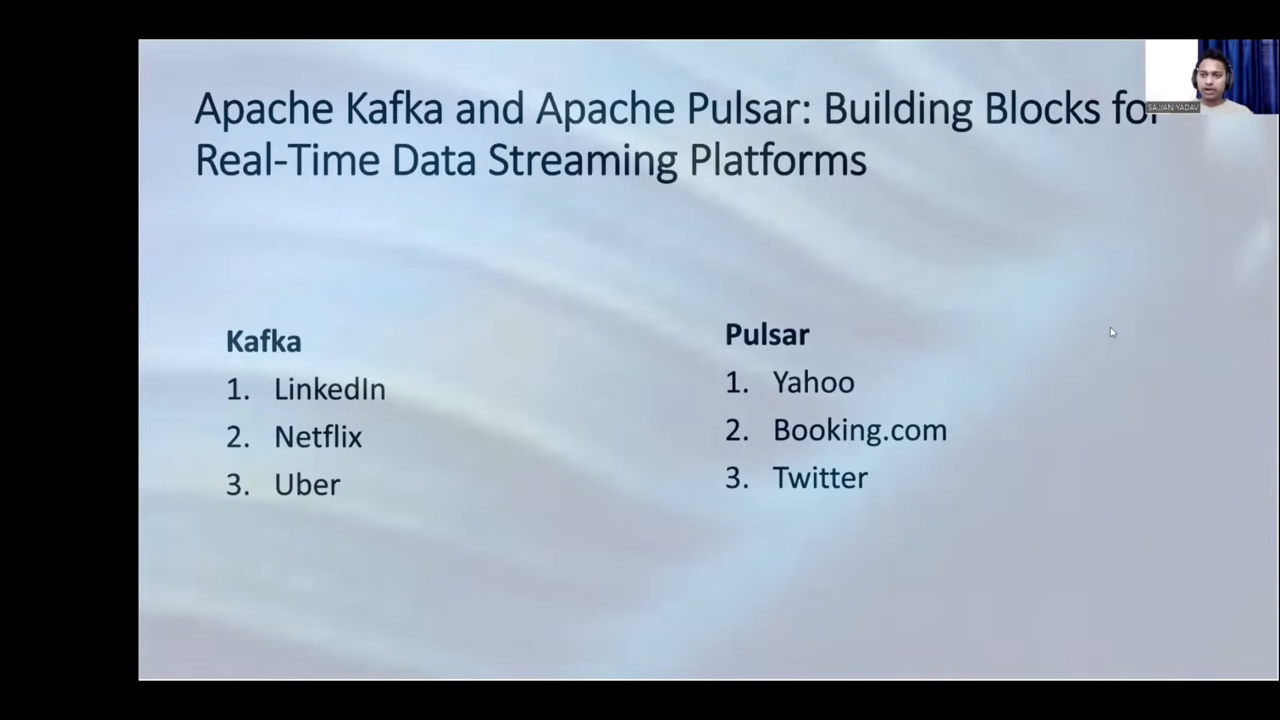 Apache Kafka and Apache Pulsar: Building Blocks for
Real-Time Data Streaming Platforms
SAJJAN YADAV
Kafka
1. LinkedIn
2. Netflix
3. Uber
Pulsar
1. Yahoo
2. Booking.com
3. Twitter